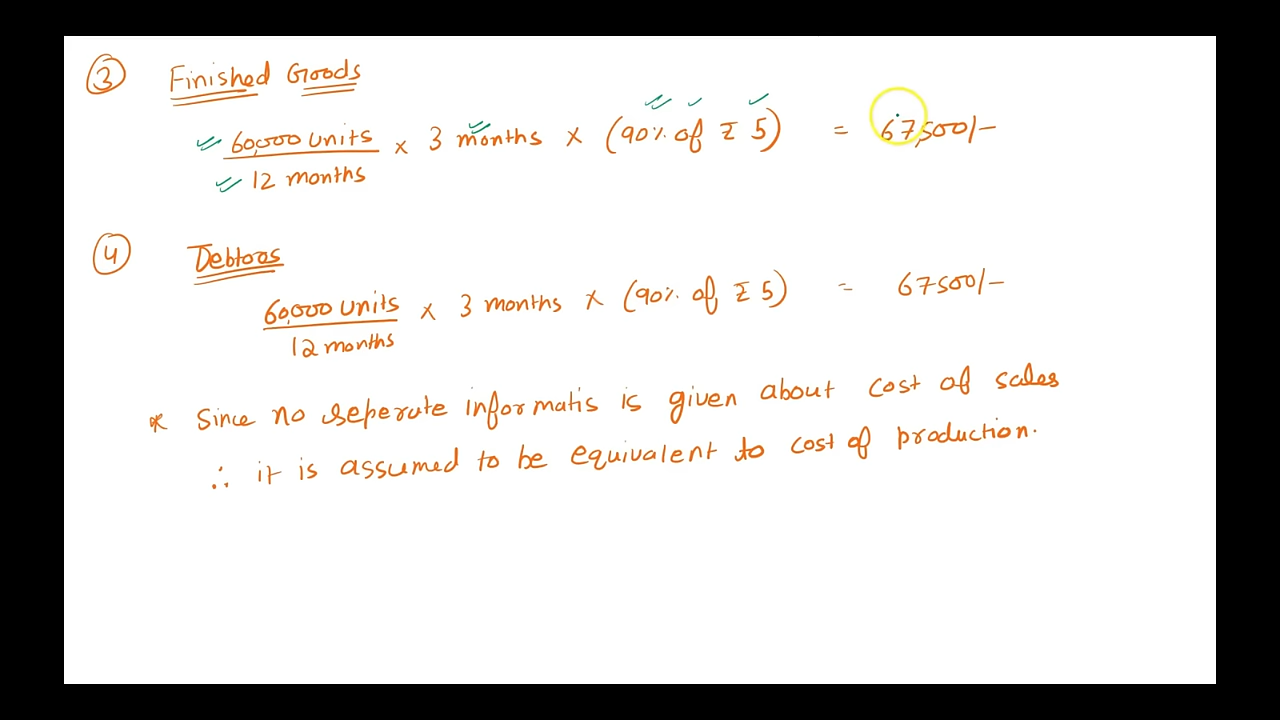 ③ Finished Goods
60,000 units / 12 months × 3 months × (90% of ₹ 5) = 67,500/-
④ Debtors
60,000 units / 12 months × 3 months × (90% of ₹ 5) = 67500/-
* Since no seperate informatis is given about cost of sales
∴ it is assumed to be equivalent to cost of production.